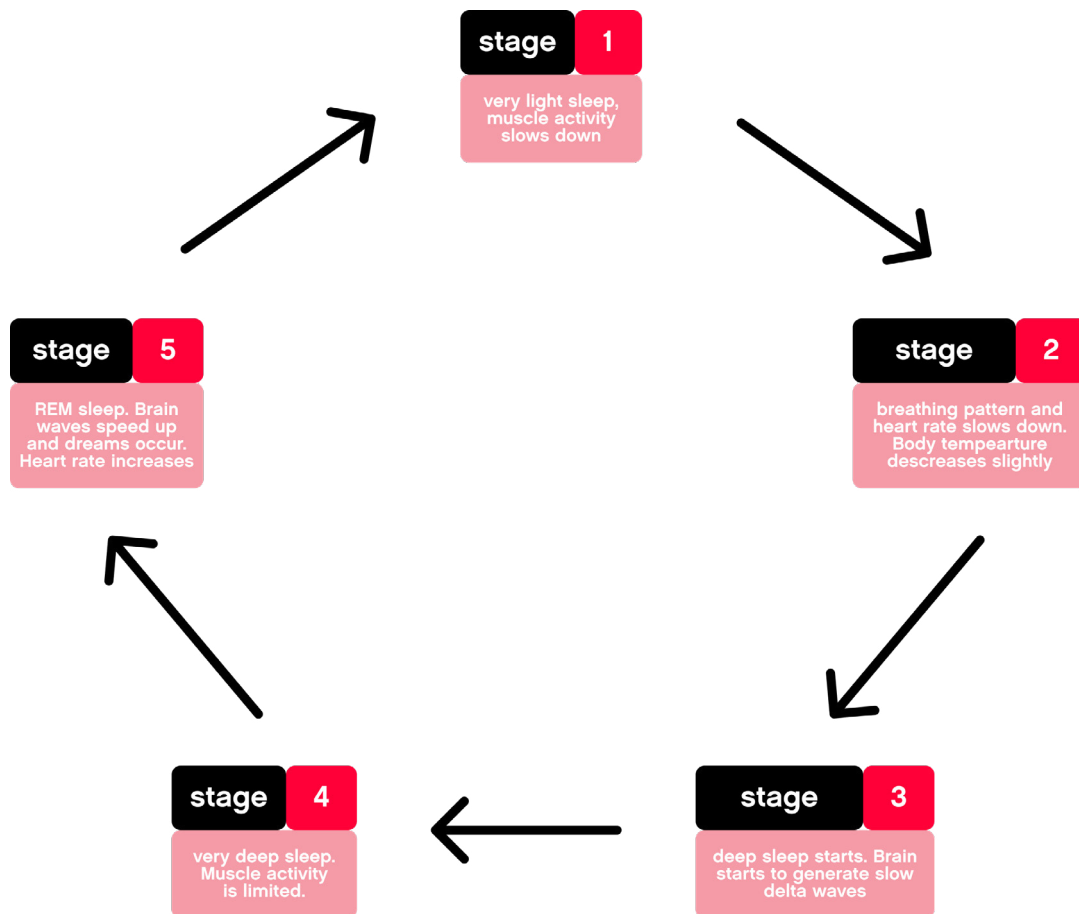 stage 1
very light sleep,
muscle activity
slows down
stage 2
breathing pattern and
heart rate slows down.
Body tempearture
descreases slightly
stage 3
deep sleep starts. Brain
starts to generate slow
delta waves
stage 4
very deep sleep.
Muscle activity
is limited.
stage 5
REM sleep. Brain
waves speed up
and dreams occur.
Heart rate increases